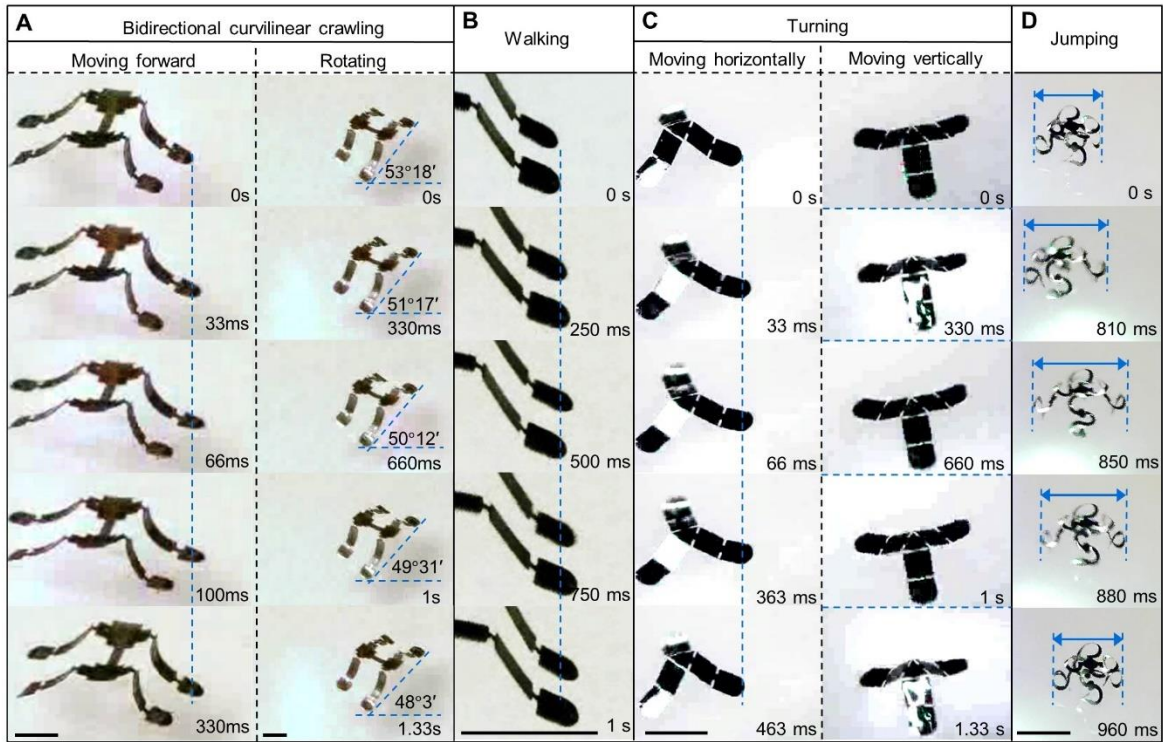 A
Bidirectional curvilinear crawling
Moving forward
Rotating
0s
33ms
66ms
100ms
330ms
53°18′
0s
51°17′
330ms
50°12′
660ms
49°31′
1s
48°3′
1.33s
B
Walking
0 s
250 ms
500 ms
750 ms
1 s
C
Turning
Moving horizontally
Moving vertically
0 s
33 ms
66 ms
363 ms
463 ms
0 s
330 ms
660 ms
1 s
1.33 s
D
Jumping
0 s
810 ms
850 ms
880 ms
960 ms